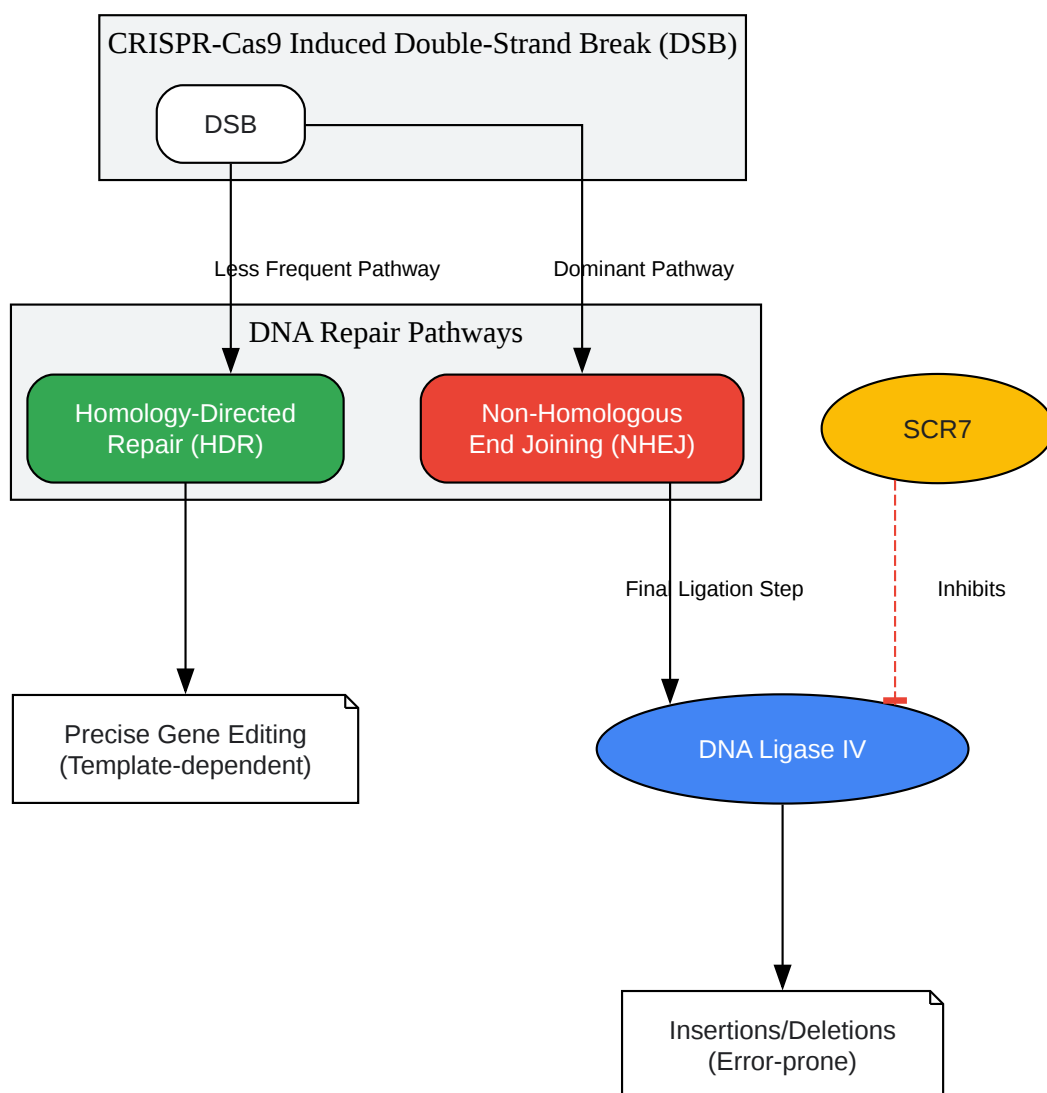 CRISPR-Cas9 Induced Double-Strand Break (DSB)
DSB
Less Frequent Pathway
Dominant Pathway
DNA Repair Pathways
Homology-Directed
Repair (HDR)
Non-Homologous
End Joining (NHEJ)
SCR7
Final Ligation Step
Inhibits
Precise Gene Editing
(Template-dependent)
DNA Ligase IV
Insertions/Deletions
(Error-prone)